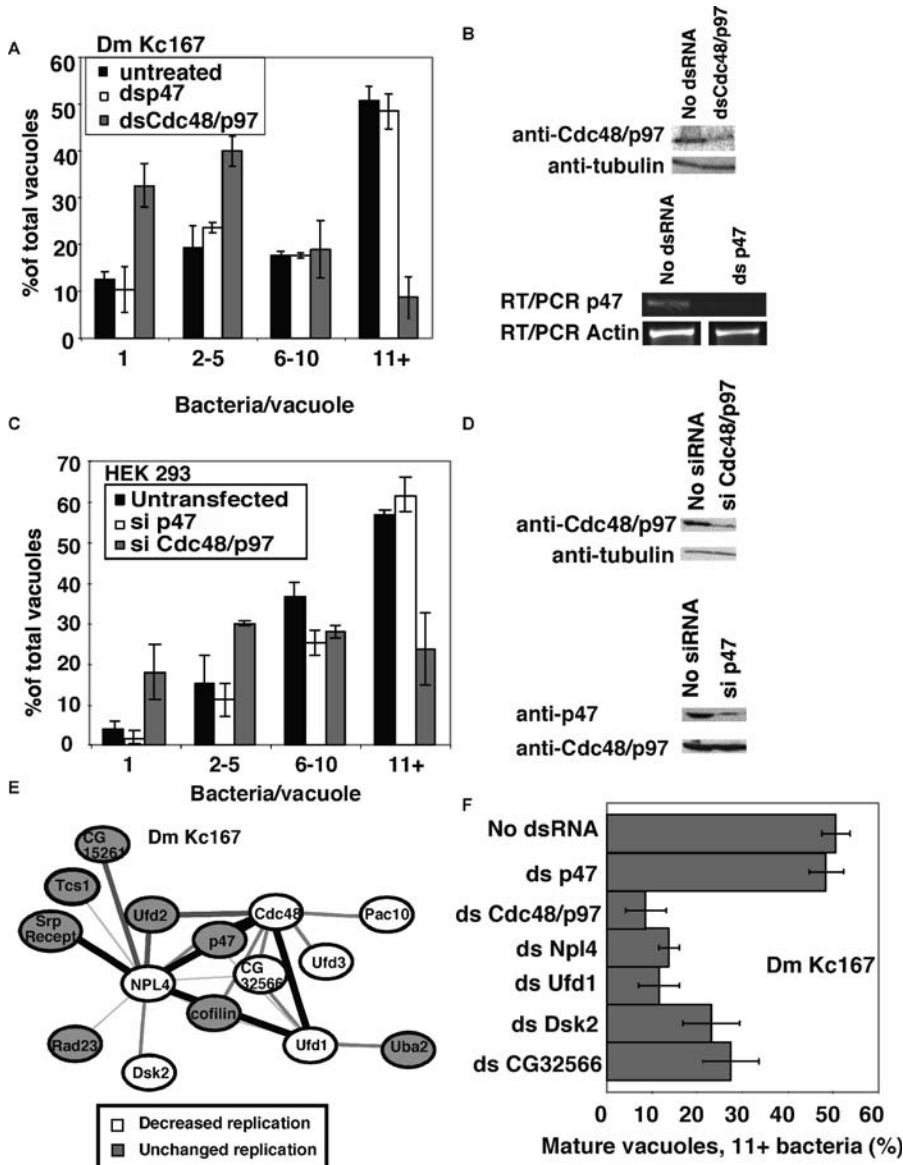 A
Dm Kc167
untreated
dsp47
dsCdc48/p97
%of total vacuoles
60
50
40
30
20
10
0
1
2-5
6-10
11+
Bacteria/vacuole
B
No dsRNA
dsCdc48/p97
anti-Cdc48/p97
anti-tubulin
No dsRNA
ds p47
RT/PCR p47
RT/PCR Actin
C
HEK 293
Untransfected
si p47
si Cdc48/p97
%of total vacuoles
70
60
50
40
30
20
10
0
1
2-5
6-10
11+
Bacteria/vacuole
D
No siRNA
si Cdc48/p97
anti-Cdc48/p97
anti-tubulin
No siRNA
si p47
anti-p47
anti-Cdc48/p97
E
Dm Kc167
CG
15261
Tcs1
Srp
Recept
Ufd2
Cdc48
Pac10
p47
Ufd3
NPL4
CG
32566
cofilin
Rad23
Dsk2
Ufd1
Uba2
Decreased replication
Unchanged replication
F
No dsRNA
ds p47
ds Cdc48/p97
ds Npl4
ds Ufd1
ds Dsk2
ds CG32566
Dm Kc167
0
10
20
30
40
50
60
Mature vacuoles, 11+ bacteria (%)